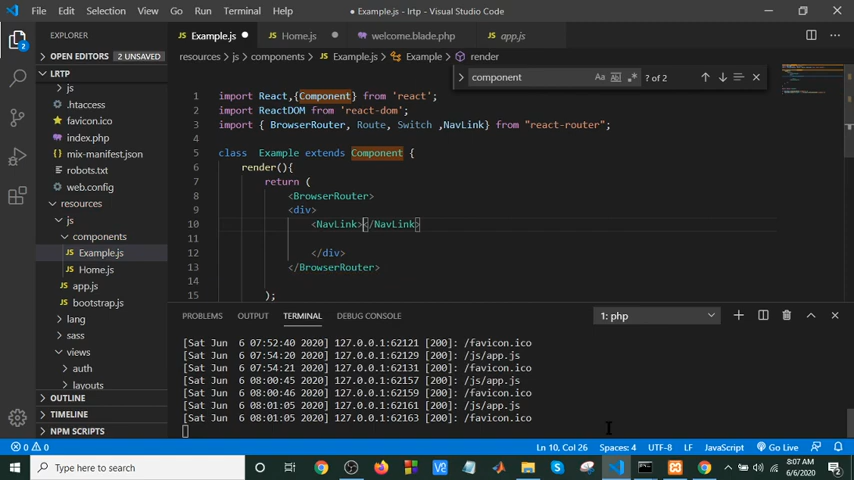 File Edit Selection View Go Run Terminal Help
● Example.js - lrtp - Visual Studio Code
EXPLORER
OPEN EDITORS 2 UNSAVED
LRTP
js
.htaccess
favicon.ico
index.php
mix-manifest.json
robots.txt
web.config
resources
js
components
Example.js
Home.js
app.js
bootstrap.js
lang
sass
views
auth
layouts
OUTLINE
TIMELINE
NPM SCRIPTS
Example.js ● Home.js ● welcome.blade.php app.js
resources > js > components > Example.js > Example > render
component Aa Abl .* ? of 2
1 import React,{Component} from 'react';
2 import ReactDOM from 'react-dom';
3 import { BrowserRouter, Route, Switch ,NavLink} from "react-router";
4
5 class Example extends Component {
6 render(){
7 return (
8 <BrowserRouter>
9 <div>
10 <NavLink></NavLink>
11
12 </div>
13 </BrowserRouter>
14
15 );
PROBLEMS OUTPUT TERMINAL DEBUG CONSOLE 1: php
[Sat Jun 6 07:52:40 2020] 127.0.0.1:62121 [200]: /favicon.ico
[Sat Jun 6 07:54:20 2020] 127.0.0.1:62129 [200]: /js/app.js
[Sat Jun 6 07:54:21 2020] 127.0.0.1:62131 [200]: /favicon.ico
[Sat Jun 6 08:00:45 2020] 127.0.0.1:62157 [200]: /js/app.js
[Sat Jun 6 08:00:46 2020] 127.0.0.1:62159 [200]: /favicon.ico
[Sat Jun 6 08:01:05 2020] 127.0.0.1:62161 [200]: /js/app.js
[Sat Jun 6 08:01:05 2020] 127.0.0.1:62163 [200]: /favicon.ico
0 0 Ln 10, Col 26 Spaces: 4 UTF-8 LF JavaScript Go Live
Type here to search
8:07 AM
6/6/2020